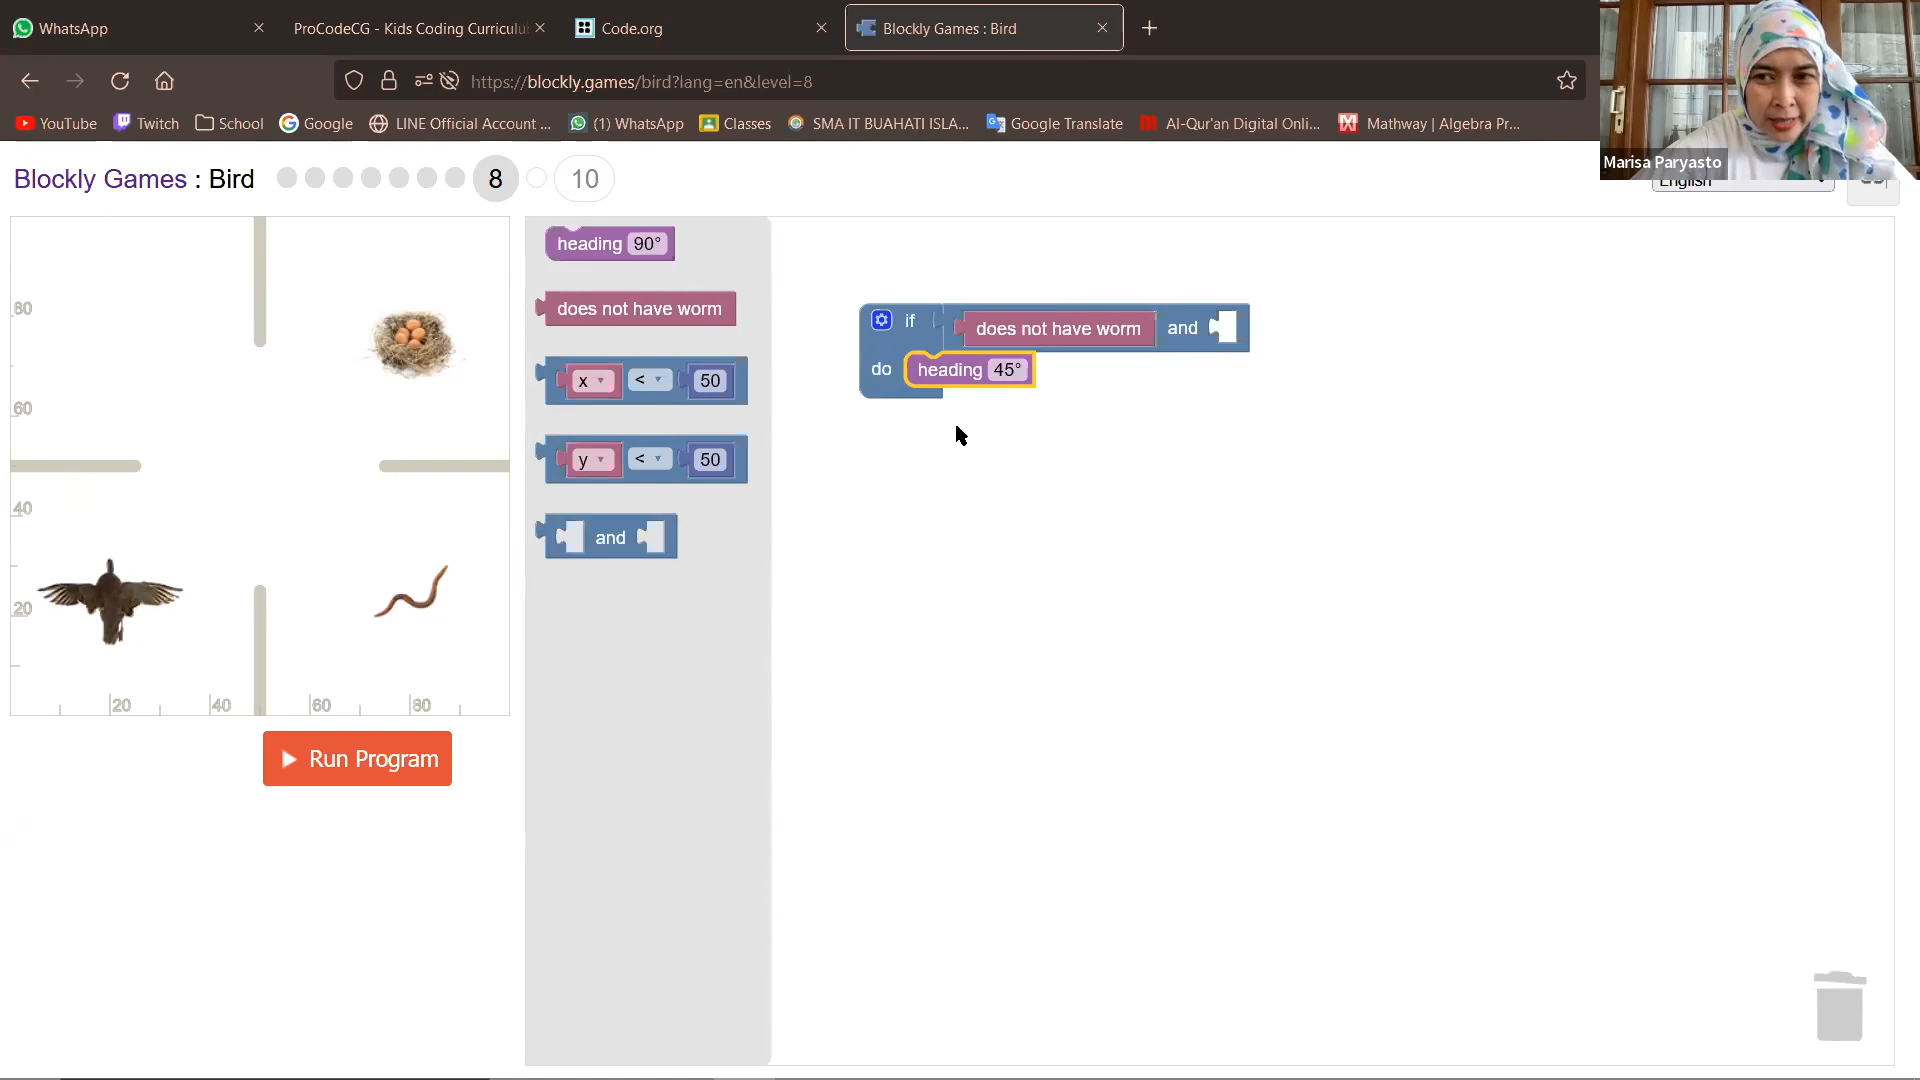 WhatsApp
ProCodeCG - Kids Coding Curriculu
Code.org
Blockly Games : Bird
https://blockly.games/bird?lang=en&level=8
YouTube
Twitch
School
Google
LINE Official Account ...
(1) WhatsApp
Classes
SMA IT BUAHATI ISLA...
Google Translate
Al-Qur'an Digital Onli...
Mathway | Algebra Pr...
Marisa Paryasto
Blockly Games : Bird
8
10
English
80
60
40
20
20
40
60
80
Run Program
heading 90°
does not have worm
x < 50
y < 50
and
if does not have worm and
do heading 45°